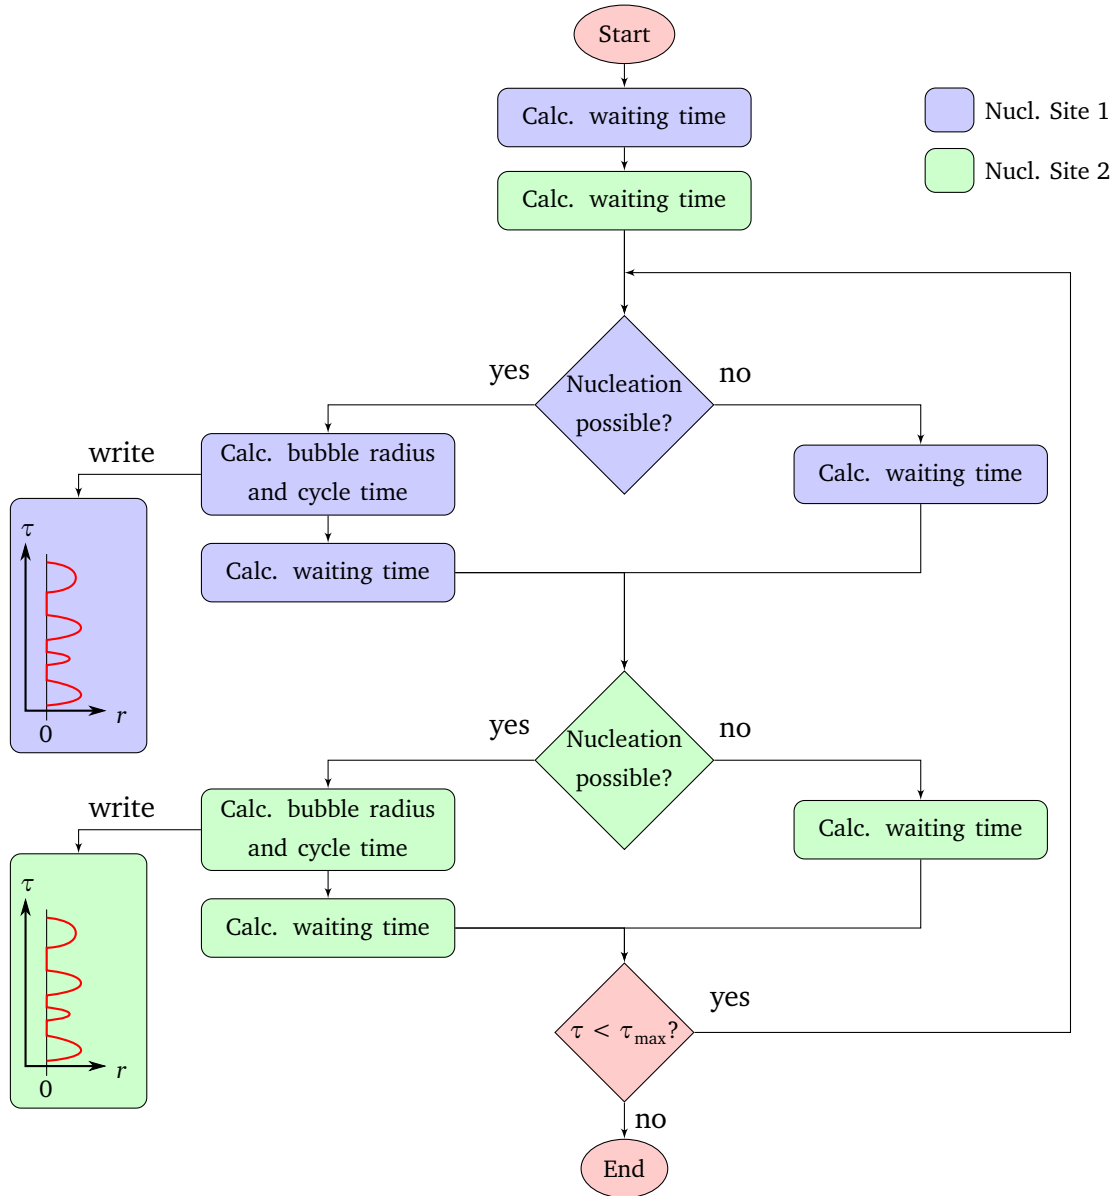 Start
Calc. waiting time
Nucl. Site 1
Calc. waiting time
Nucl. Site 2
yes
Nucleation
possible?
no
write
Calc. bubble radius
and cycle time
Calc. waiting time
Calc. waiting time
τ
r
0
yes
Nucleation
possible?
no
write
Calc. bubble radius
and cycle time
Calc. waiting time
Calc. waiting time
τ
r
0
τ < τmax?
yes
no
End